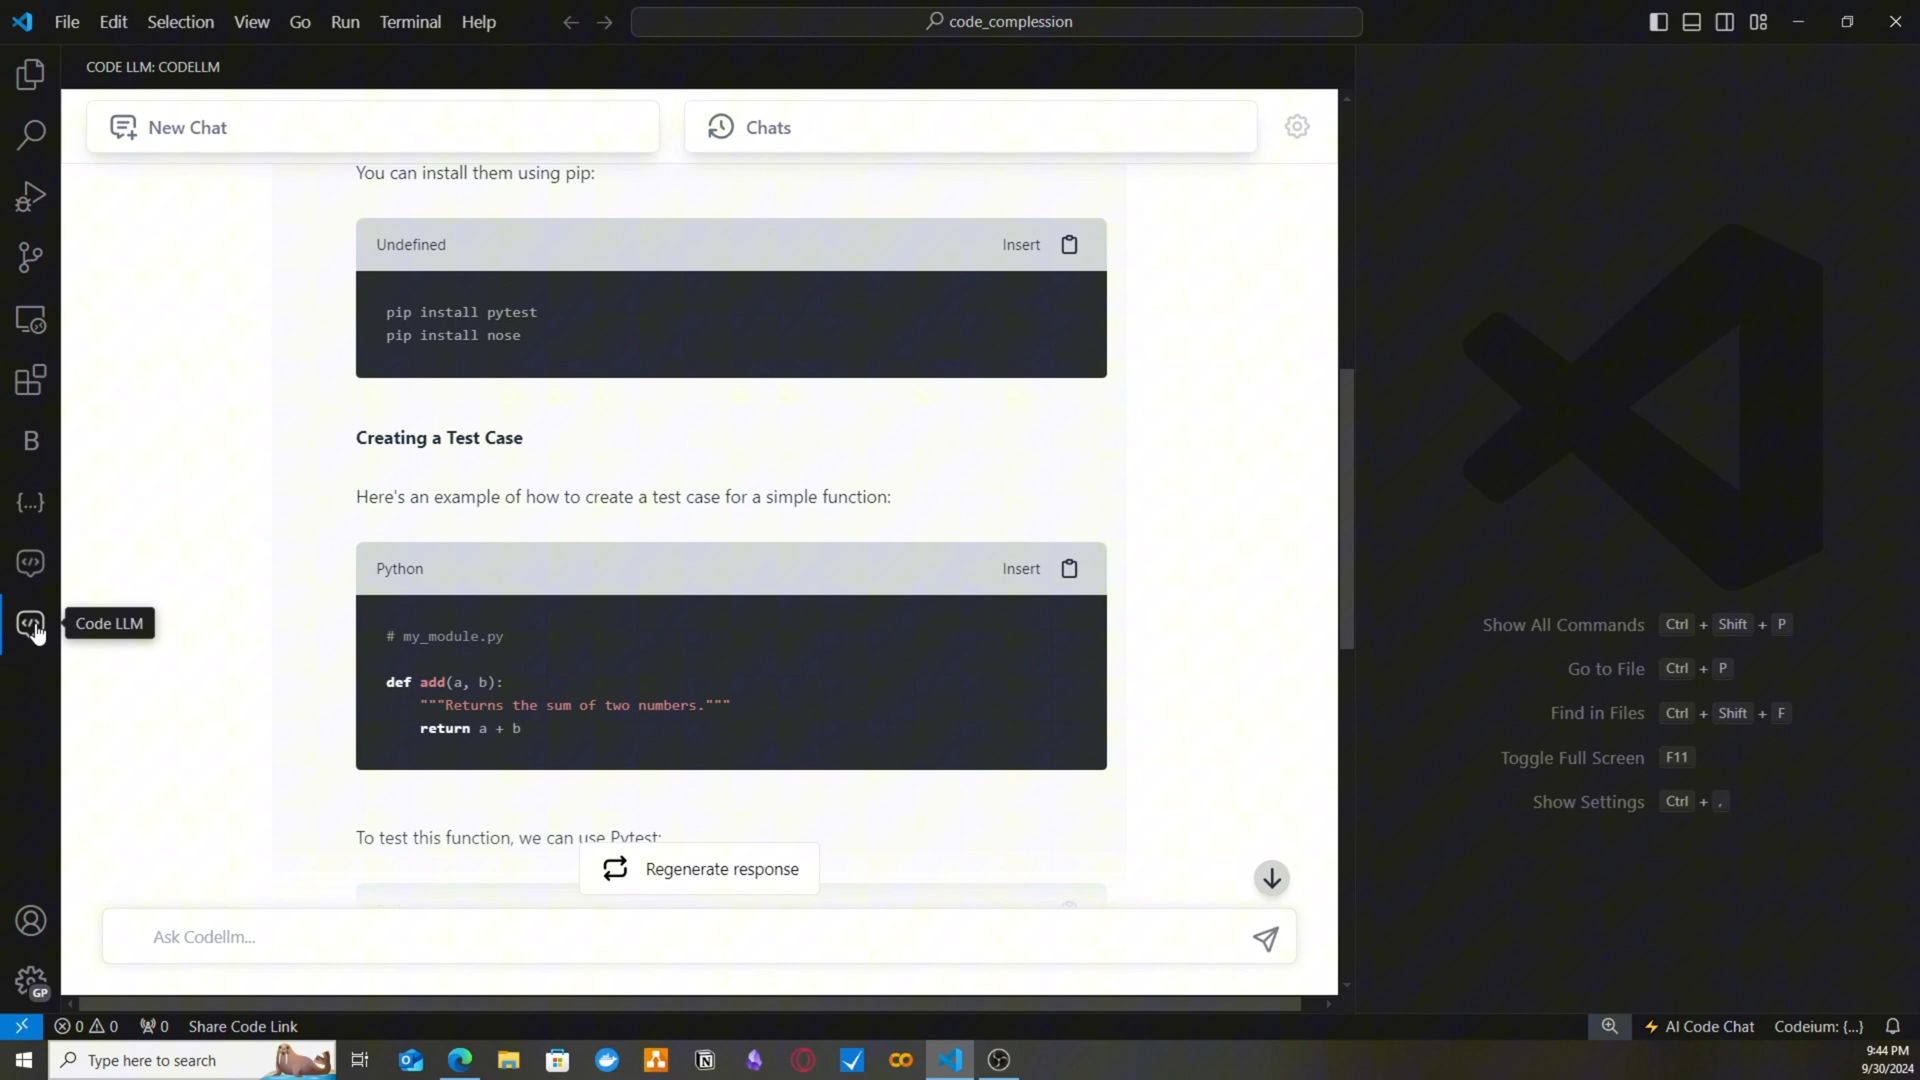 File Edit Selection View Go Run Terminal Help
code_complession
CODE LLM: CODELLM
New Chat
Chats
You can install them using pip:
Undefined
Insert
pip install pytest
pip install nose
Creating a Test Case
Here's an example of how to create a test case for a simple function:
Python
Insert
# my_module.py
def add(a, b):
"""Returns the sum of two numbers."""
return a + b
To test this function, we can use Pytest:
Regenerate response
Ask Codellm...
B
{...}
Code LLM
GP
Show All Commands Ctrl + Shift + P
Go to File Ctrl + P
Find in Files Ctrl + Shift + F
Toggle Full Screen F11
Show Settings Ctrl + ,
0 0 0 Share Code Link
AI Code Chat Codeium: {...}
Type here to search
9:44 PM
9/30/2024